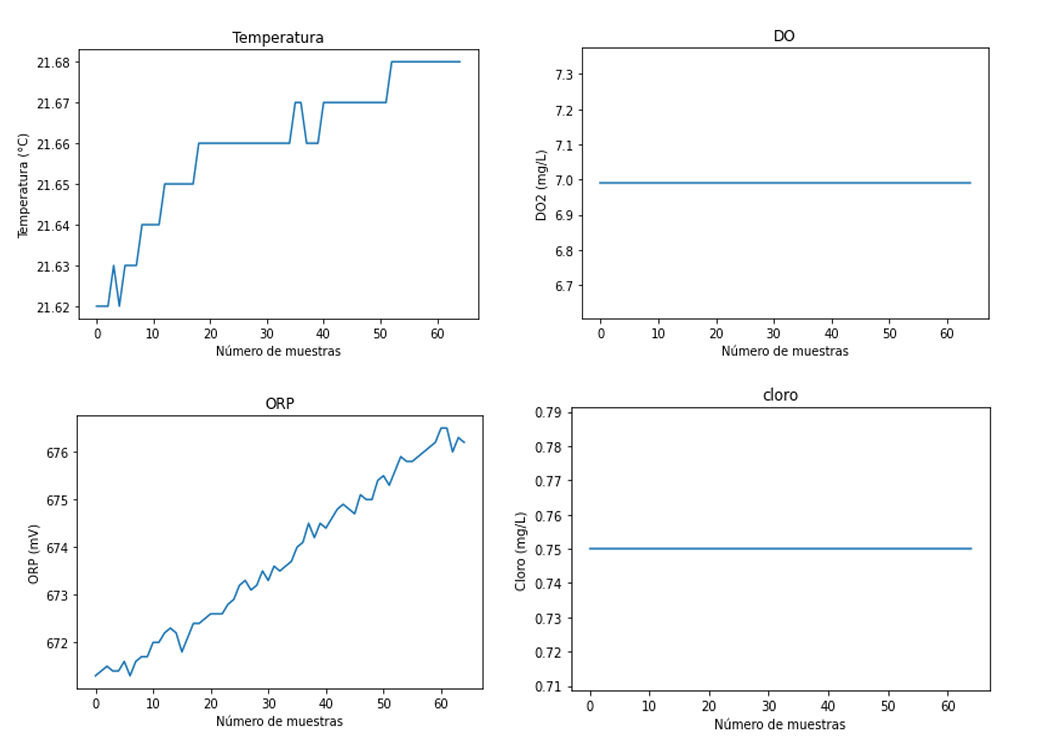 Temperatura
21.68
21.67
21.66
21.65
21.64
21.63
21.62
Temperatura (°C)
0 10 20 30 40 50 60
Número de muestras
DO
7.3
7.2
7.1
7.0
6.9
6.8
6.7
DO2 (mg/L)
0 10 20 30 40 50 60
Número de muestras
ORP
676
675
674
673
672
ORP (mV)
0 10 20 30 40 50 60
Número de muestras
cloro
0.79
0.78
0.77
0.76
0.75
0.74
0.73
0.72
0.71
Cloro (mg/L)
0 10 20 30 40 50 60
Número de muestras